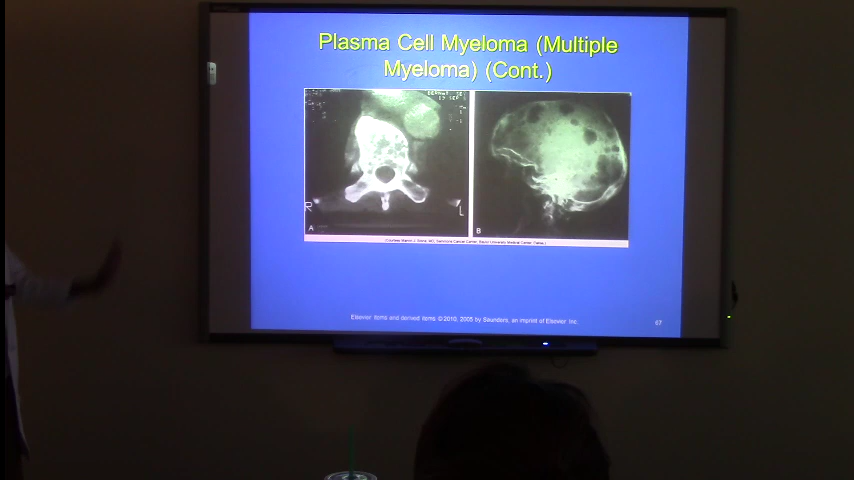 Plasma Cell Myeloma (Multiple
Myeloma) (Cont.)
R
L
A
B
Elsevier items and derived items © 2010, 2005 by Saunders, an imprint of Elsevier Inc.
67